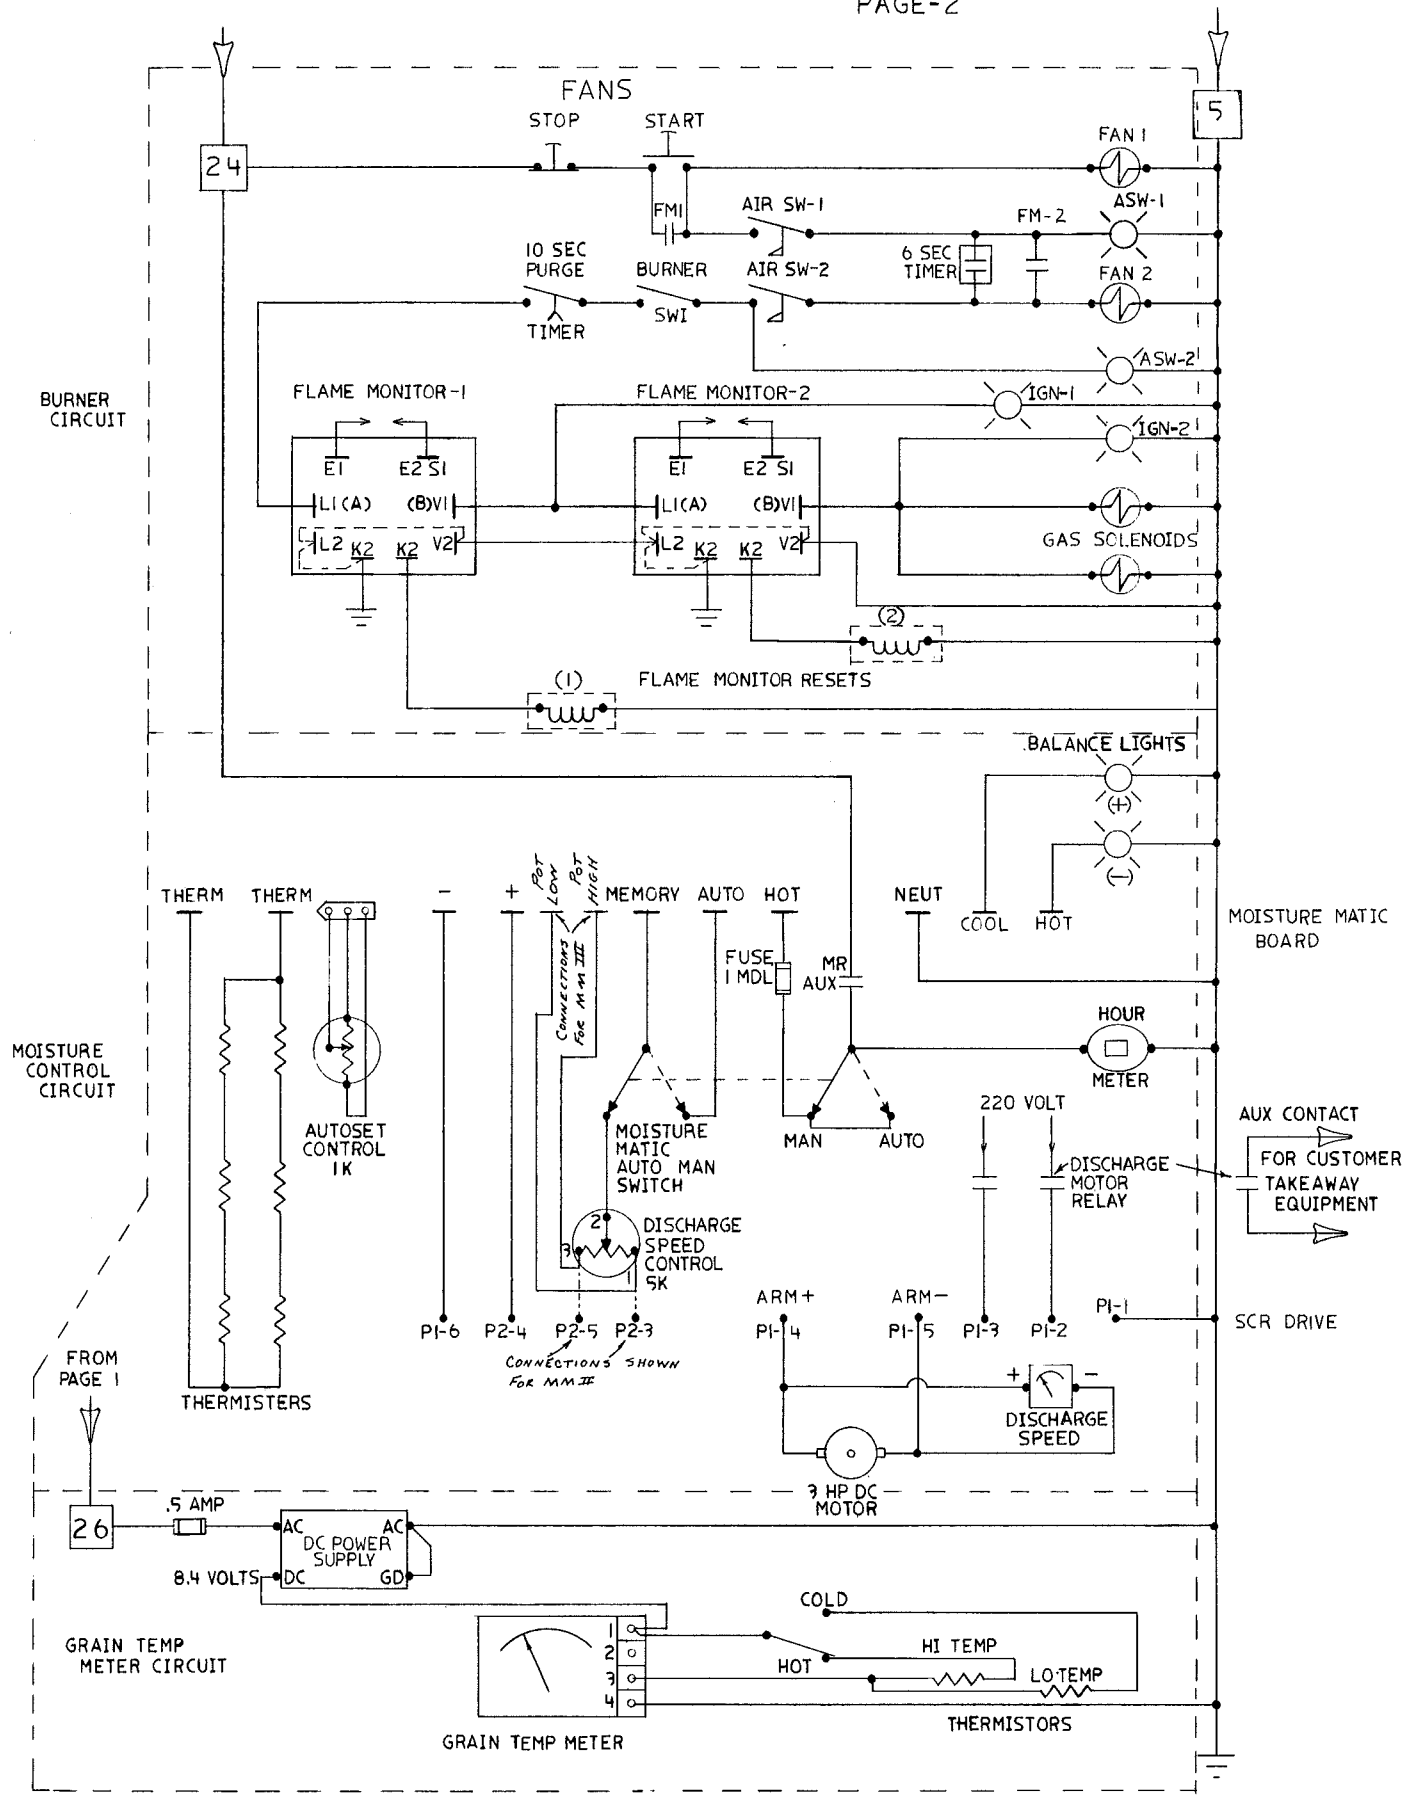 PAGE-2
FANS
5
STOP
START
FAN 1
24
FM1
AIR SW-1
FM-2
ASW-1
10 SEC
PURGE
BURNER
AIR SW-2
6 SEC
TIMER
FAN 2
TIMER
SW1
ASW-2
BURNER
CIRCUIT
FLAME MONITOR-1
FLAME MONITOR-2
IGN-1
IGN-2
E1
E2 S1
E1
E2 S1
L1(A)
(B)V1
L1(A)
(B)V1
L2
K2
K2
V2
L2
K2
K2
V2
GAS SOLENOIDS
(2)
(1)
FLAME MONITOR RESETS
BALANCE LIGHTS
(+)
(-)
THERM
THERM
-
+
POT
LOW
POT
HIGH
MEMORY
AUTO
HOT
NEUT
COOL
HOT
MOISTURE MATIC
BOARD
CONNECTIONS
FOR MM III
FUSE
1 MDL
MR
AUX
HOUR
METER
MOISTURE
CONTROL
CIRCUIT
AUTOSET
CONTROL
1K
MOISTURE
MATIC
AUTO MAN
SWITCH
MAN
AUTO
220 VOLT
AUX CONTACT
FOR CUSTOMER
TAKEAWAY
EQUIPMENT
DISCHARGE
MOTOR
RELAY
2
3
1
DISCHARGE
SPEED
CONTROL
5K
ARM+
ARM-
P1-1
P1-6
P2-4
P2-5
P2-3
P1-4
P1-5
P1-3
P1-2
SCR DRIVE
CONNECTIONS SHOWN
FOR MM II
FROM
PAGE 1
THERMISTERS
+
-
DISCHARGE
SPEED
3 HP DC
MOTOR
26
.5 AMP
AC
AC
DC POWER
SUPPLY
8.4 VOLTS
DC
GD
GRAIN TEMP
METER CIRCUIT
1
2
3
4
COLD
HOT
HI TEMP
LO TEMP
THERMISTORS
GRAIN TEMP METER